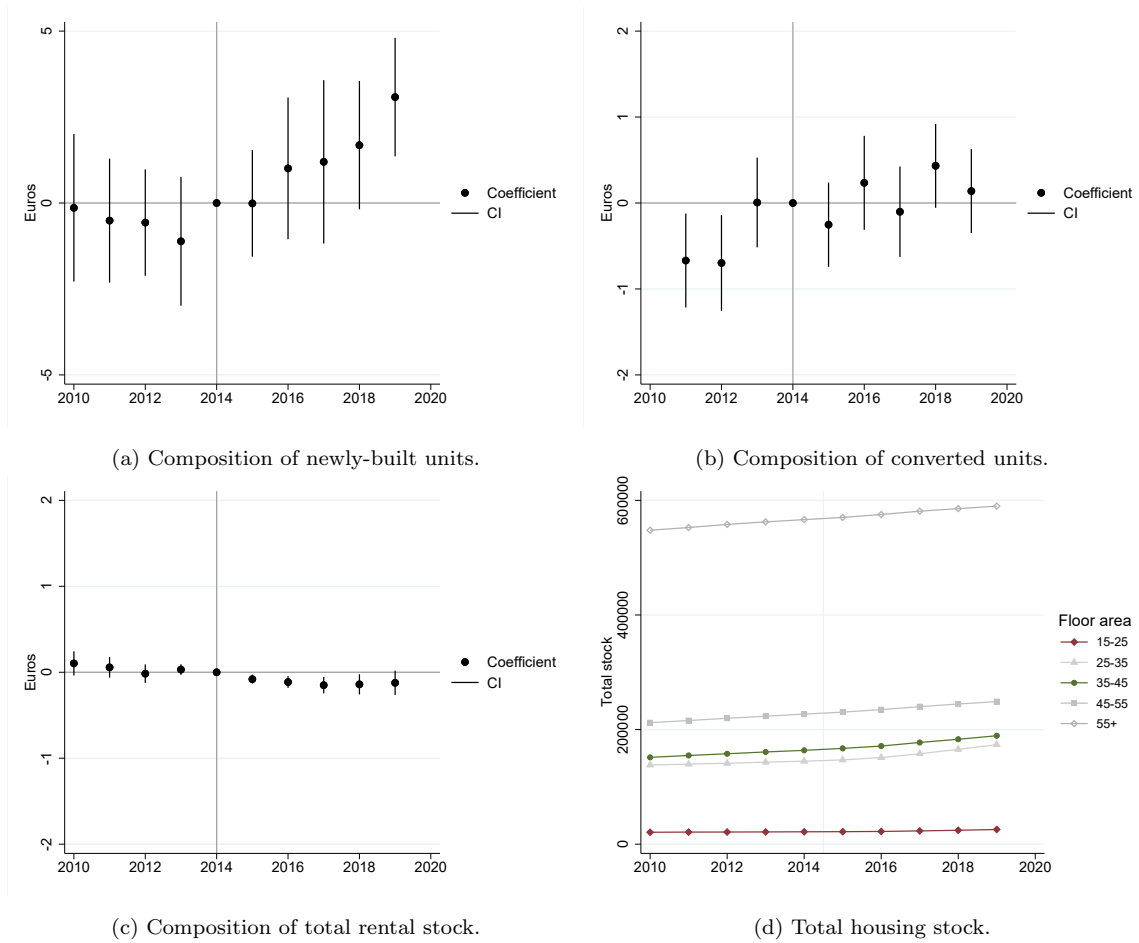 5
0
-5
Euros
2010 2012 2014 2016 2018 2020
Coefficient
CI
(a) Composition of newly-built units.
2
1
0
-1
-2
Euros
2010 2012 2014 2016 2018 2020
Coefficient
CI
(b) Composition of converted units.
2
1
0
-1
-2
Euros
2010 2012 2014 2016 2018 2020
Coefficient
CI
(c) Composition of total rental stock.
600000
400000
200000
0
Total stock
2010 2012 2014 2016 2018 2020
Floor area
15-25
25-35
35-45
45-55
55+
(d) Total housing stock.